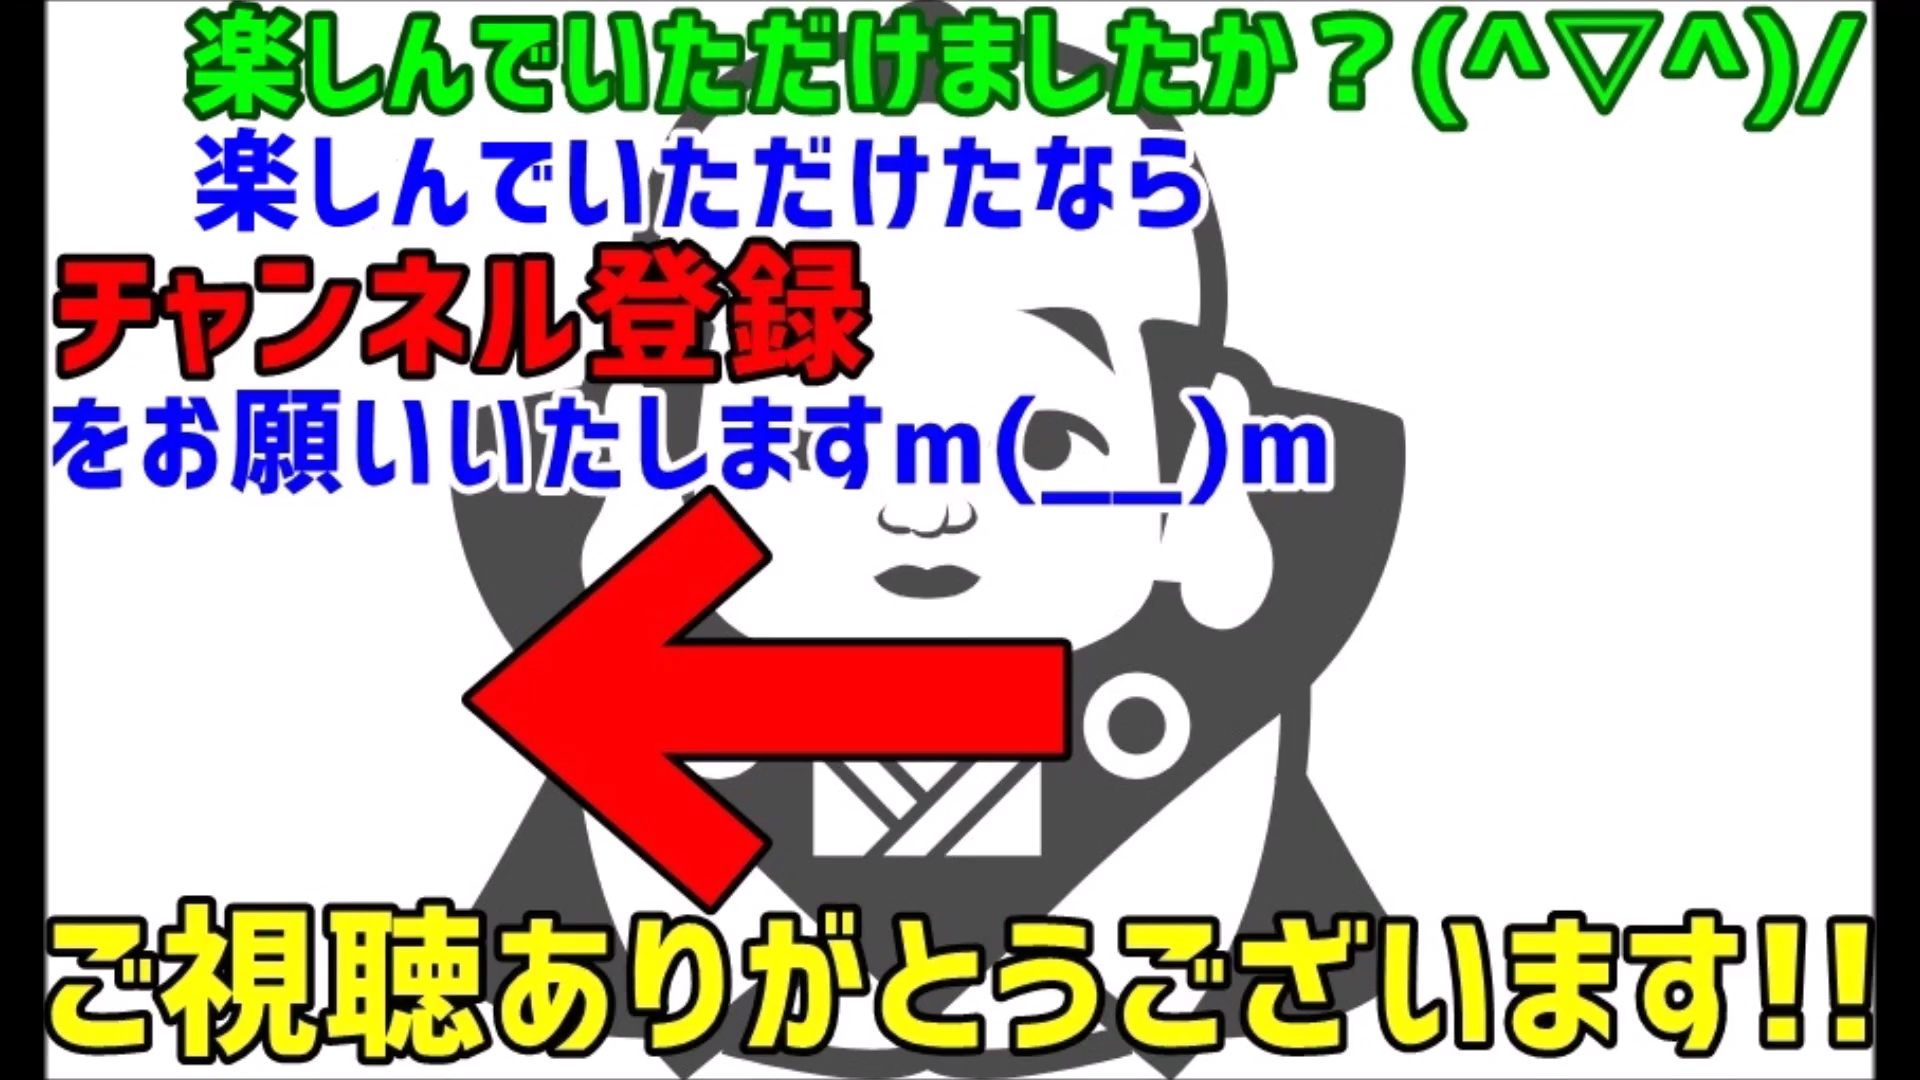 楽しんでいただけましたか？(^▽^)/
楽しんでいただけたなら
チャンネル登録
をお願いいたしますm(__)m
ご視聴ありがとうございます!!